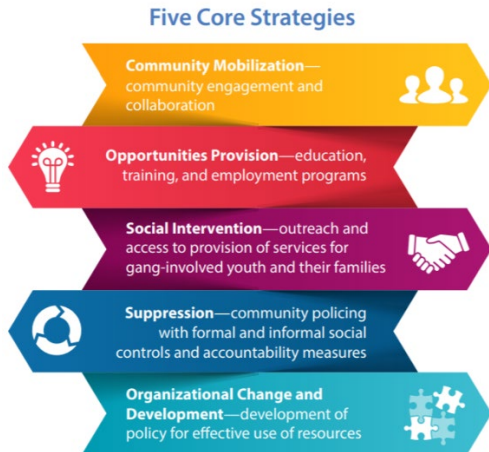 Five Core Strategies
Community Mobilization—
community engagement and
collaboration
Opportunities Provision—education,
training, and employment programs
Social Intervention—outreach and
access to provision of services for
gang-involved youth and their families
Suppression—community policing
with formal and informal social
controls and accountability measures
Organizational Change and
Development—development of
policy for effective use of resources